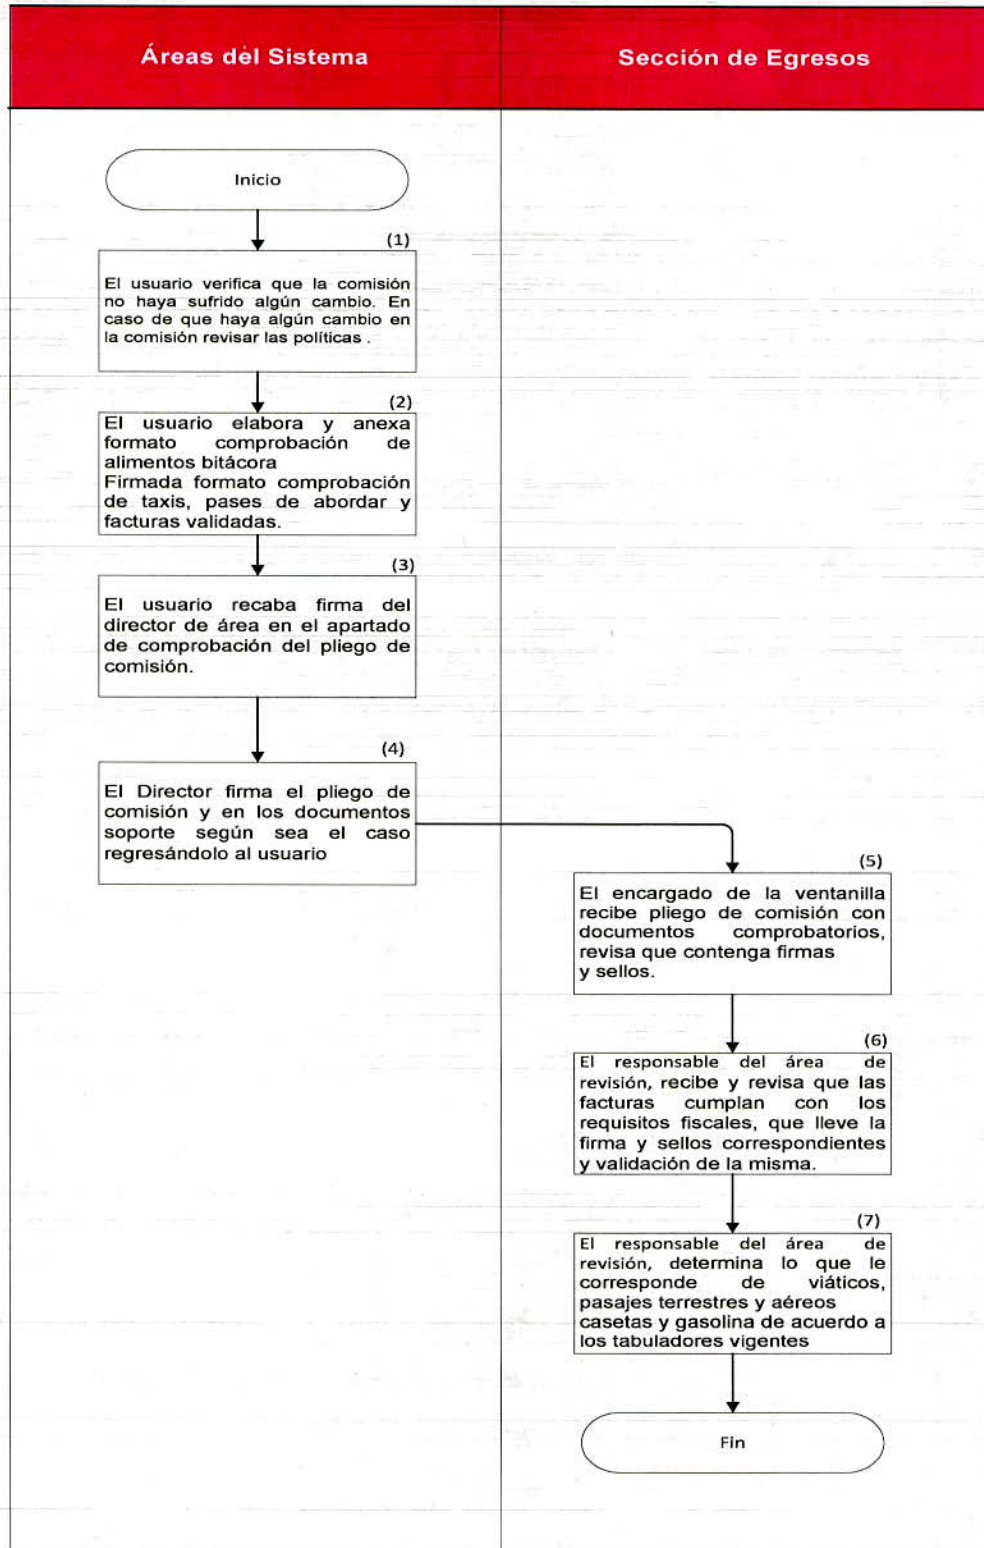 Áreas del Sistema
Sección de Egresos
Inicio
(1)
El usuario verifica que la comisión
no haya sufrido algún cambio. En
caso de que haya algún cambio en
la comisión revisar las políticas .
(2)
El usuario elabora y anexa
formato comprobación de
alimentos bitácora
Firmada formato comprobación
de taxis, pases de abordar y
facturas validadas.
(3)
El usuario recaba firma del
director de área en el apartado
de comprobación del pliego de
comisión.
(4)
El Director firma el pliego de
comisión y en los documentos
soporte según sea el caso
regresándolo al usuario
(5)
El encargado de la ventanilla
recibe pliego de comisión con
documentos comprobatorios,
revisa que contenga firmas
y sellos.
(6)
El responsable del área de
revisión, recibe y revisa que las
facturas cumplan con los
requisitos fiscales, que lleve la
firma y sellos correspondientes
y validación de la misma.
(7)
El responsable del área de
revisión, determina lo que le
corresponde de viáticos,
pasajes terrestres y aéreos
casetas y gasolina de acuerdo a
los tabuladores vigentes
Fin